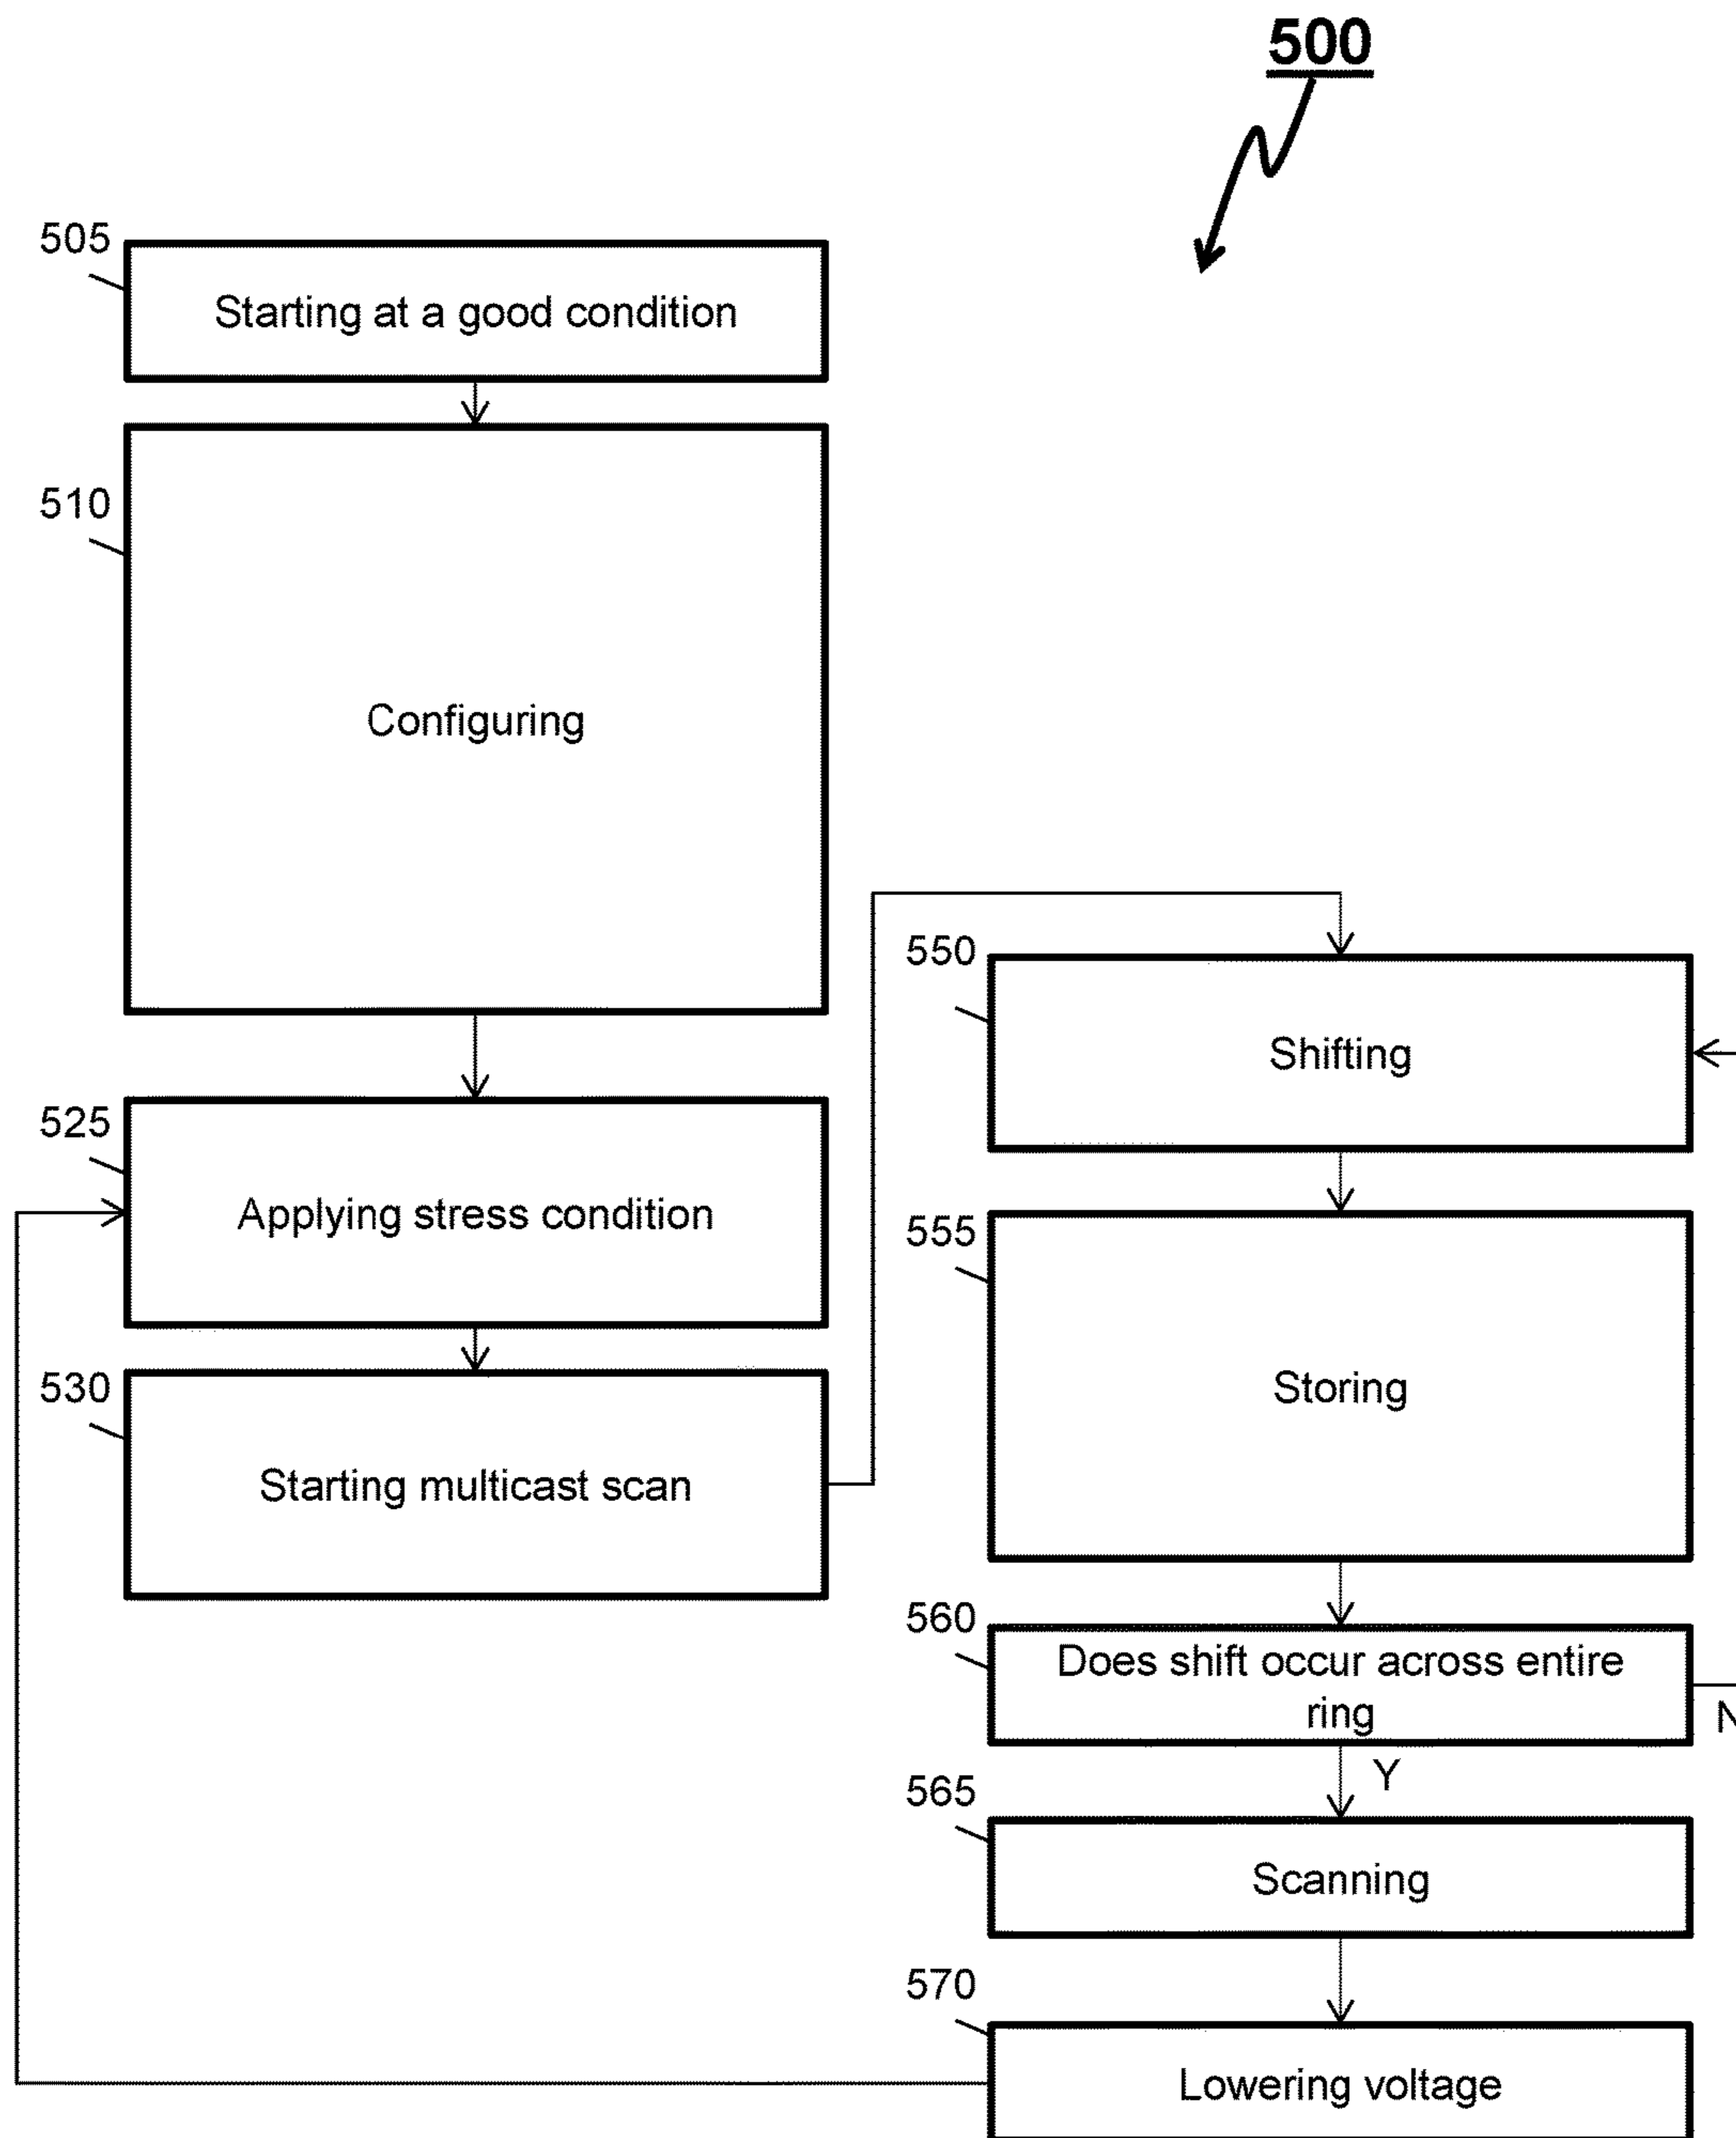 500
505
Starting at a good condition
510
Configuring
525
Applying stress condition
530
Starting multicast scan
550
Shifting
555
Storing
560
Does shift occur across entire
ring
N
Y
565
Scanning
570
Lowering voltage